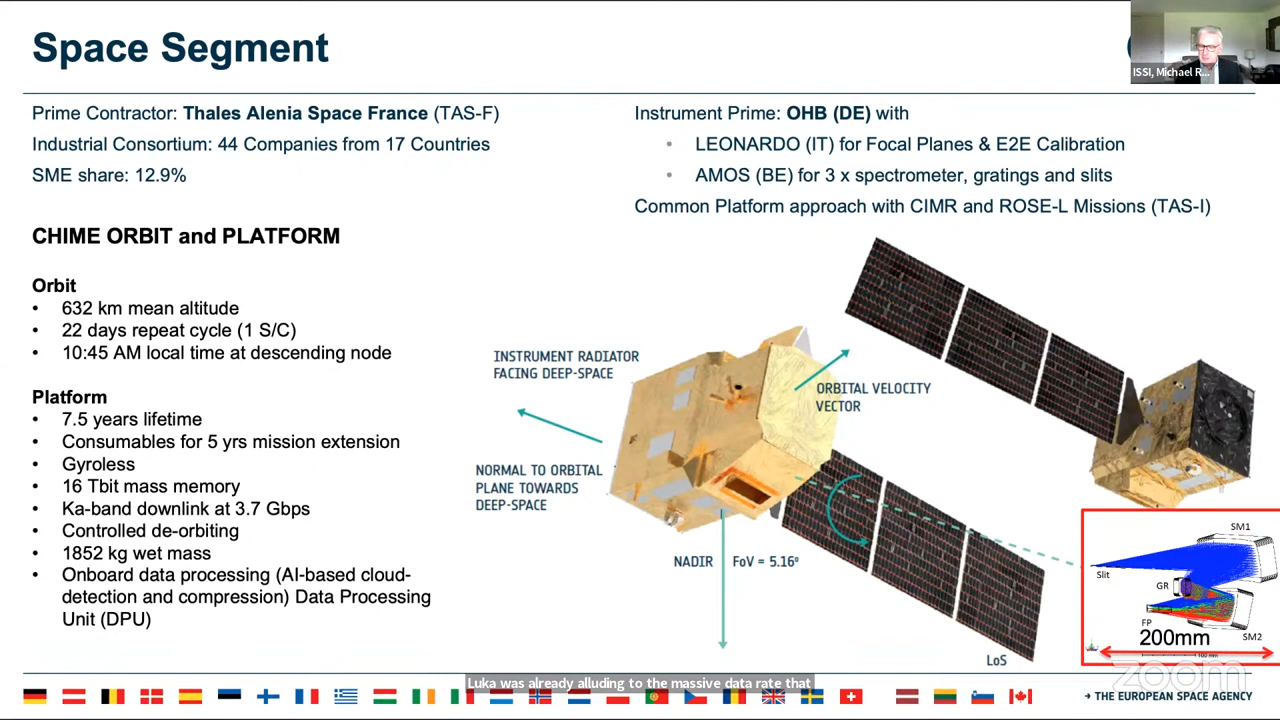 Space Segment
ISSI, Michael R...
Prime Contractor: Thales Alenia Space France (TAS-F)
Industrial Consortium: 44 Companies from 17 Countries
SME share: 12.9%
Instrument Prime: OHB (DE) with
• LEONARDO (IT) for Focal Planes & E2E Calibration
• AMOS (BE) for 3 x spectrometer, gratings and slits
Common Platform approach with CIMR and ROSE-L Missions (TAS-I)
CHIME ORBIT and PLATFORM
Orbit
• 632 km mean altitude
• 22 days repeat cycle (1 S/C)
• 10:45 AM local time at descending node
Platform
• 7.5 years lifetime
• Consumables for 5 yrs mission extension
• Gyroless
• 16 Tbit mass memory
• Ka-band downlink at 3.7 Gbps
• Controlled de-orbiting
• 1852 kg wet mass
• Onboard data processing (AI-based cloud-
detection and compression) Data Processing
Unit (DPU)
INSTRUMENT RADIATOR
FACING DEEP-SPACE
ORBITAL VELOCITY
VECTOR
NORMAL TO ORBITAL
PLANE TOWARDS
DEEP-SPACE
NADIR
FoV = 5.16º
LoS
SM1
Slit
GR
FP
SM2
200mm
zoom
Luka was already alluding to the massive data rate that
→ THE EUROPEAN SPACE AGENCY